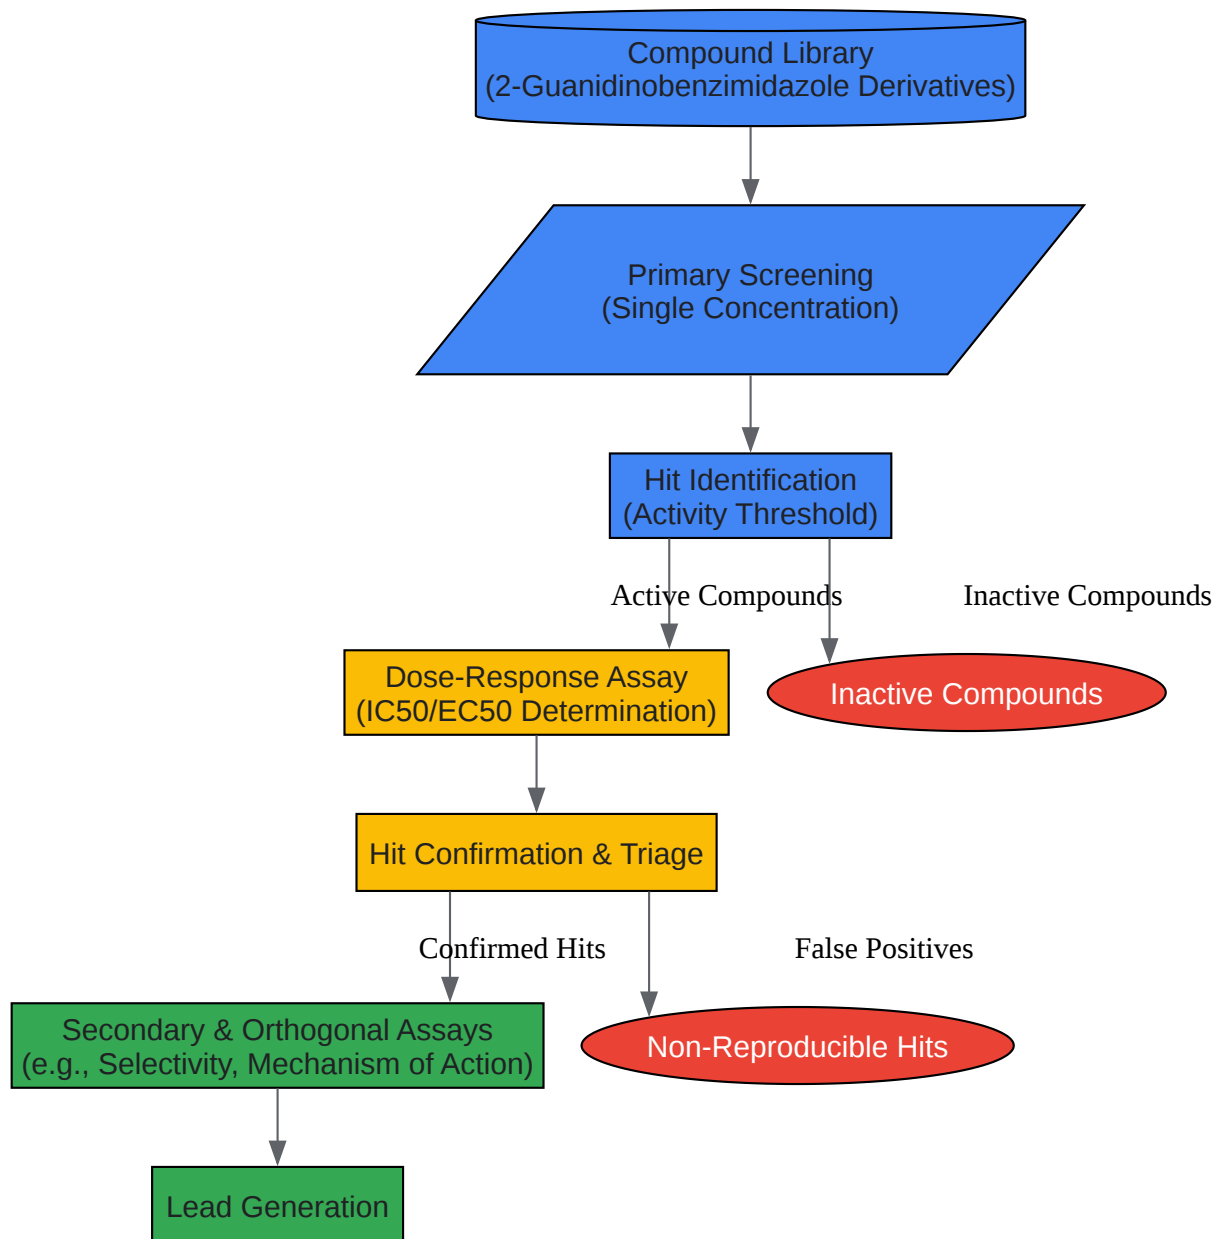 Compound Library
(2-Guanidinobenzimidazole Derivatives)
Primary Screening
(Single Concentration)
Hit Identification
(Activity Threshold)
Active Compounds
Inactive Compounds
Dose-Response Assay
(IC50/EC50 Determination)
Inactive Compounds
Hit Confirmation & Triage
Confirmed Hits
False Positives
Secondary & Orthogonal Assays
(e.g., Selectivity, Mechanism of Action)
Non-Reproducible Hits
Lead Generation